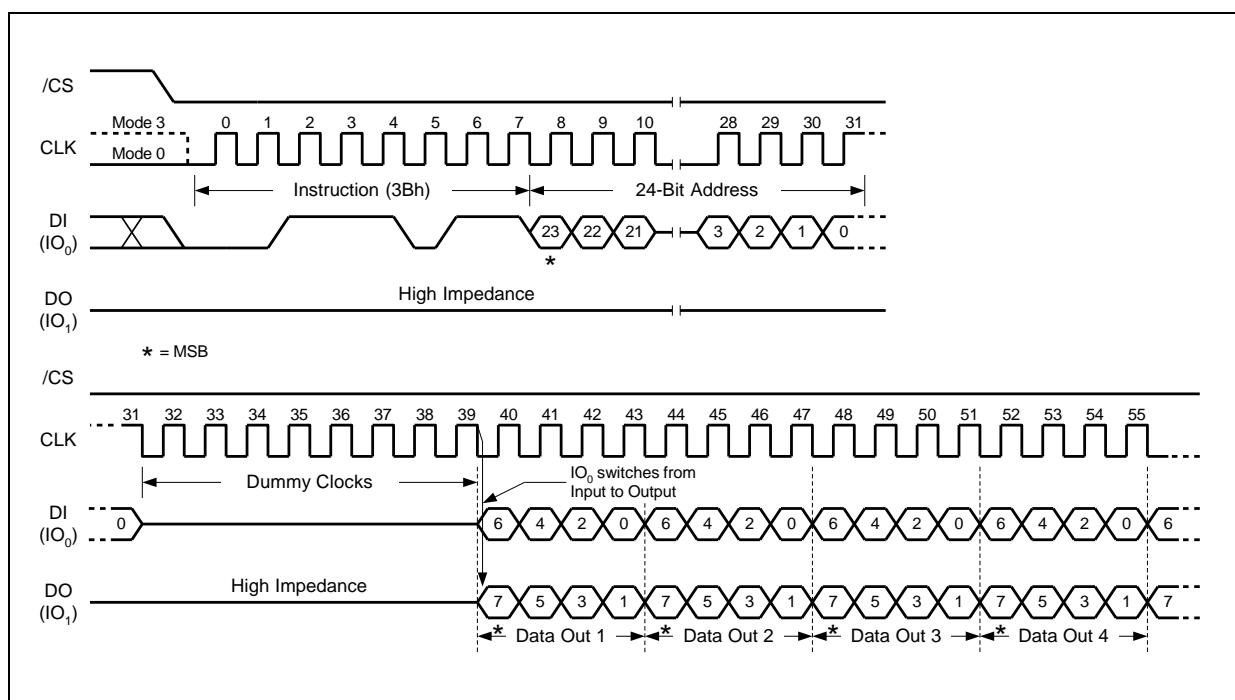 /CS
Mode 3 0 1 2 3 4 5 6 7 8 9 10 28 29 30 31
CLK
Mode 0
Instruction (3Bh) 24-Bit Address
DI
(IO0) 23 22 21 3 2 1 0
*
DO High Impedance
(IO1)
* = MSB
/CS
31 32 33 34 35 36 37 38 39 40 41 42 43 44 45 46 47 48 49 50 51 52 53 54 55
CLK
Dummy Clocks
IO0 switches from
Input to Output
DI
(IO0) 0 6 4 2 0 6 4 2 0 6 4 2 0 6 4 2 0 6
DO High Impedance
(IO1) 7 5 3 1 7 5 3 1 7 5 3 1 7 5 3 1 7
* Data Out 1 * Data Out 2 * Data Out 3 * Data Out 4